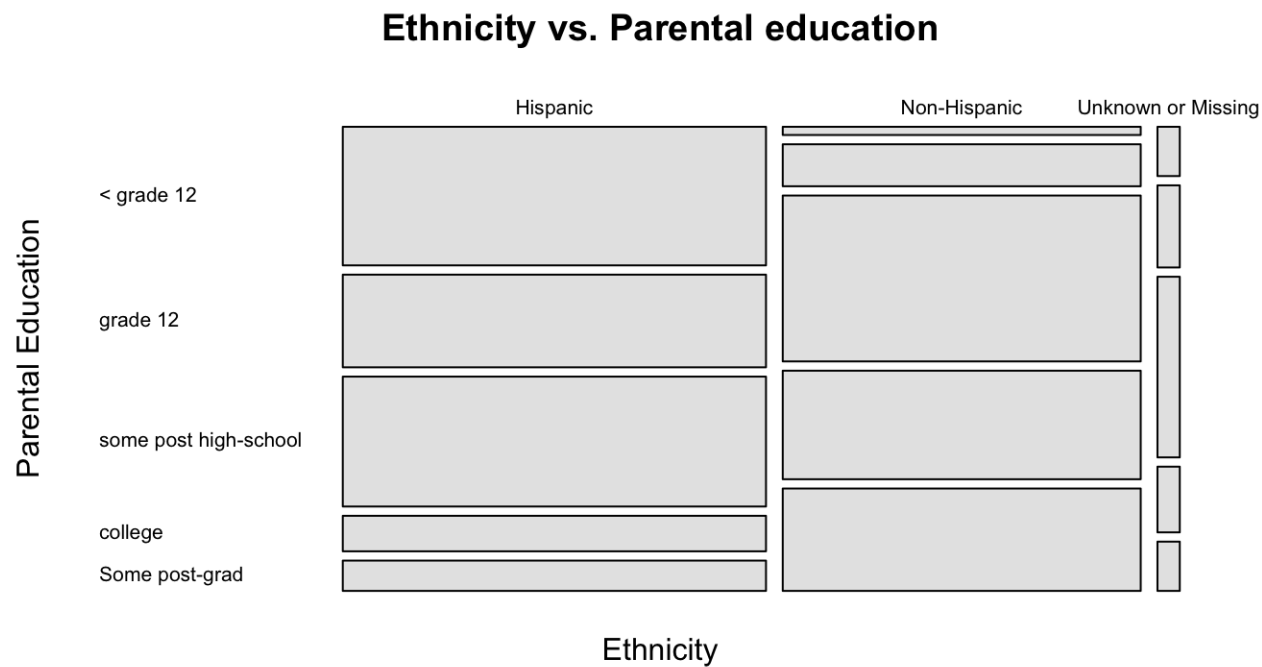 Ethnicity vs. Parental education
Hispanic
Non-Hispanic
Unknown or Missing
Parental Education
< grade 12
grade 12
some post high-school
college
Some post-grad
Ethnicity